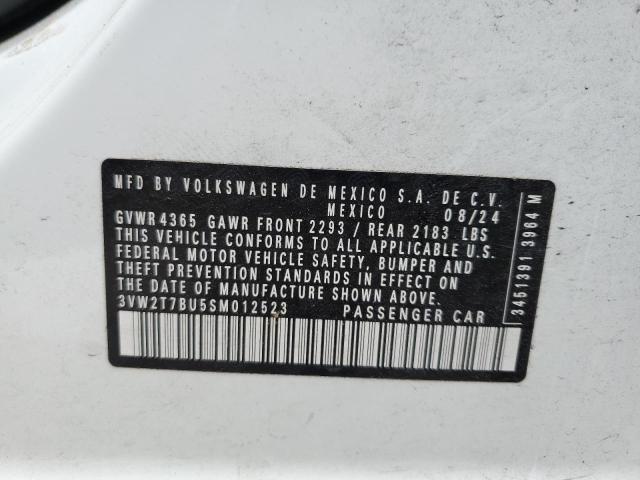 MFD BY VOLKSWAGEN DE MEXICO S.A. DE C.V.
MEXICO 08/24
GVWR 4365 GAWR FRONT 2293 / REAR 2183 LBS
THIS VEHICLE CONFORMS TO ALL APPLICABLE U.S.
FEDERAL MOTOR VEHICLE SAFETY, BUMPER AND
THEFT PREVENTION STANDARDS IN EFFECT ON
THE DATE OF MANUFACTURE SHOWN ABOVE.
3VW2T7BU5SM012523 PASSENGER CAR
3451391 3964 M